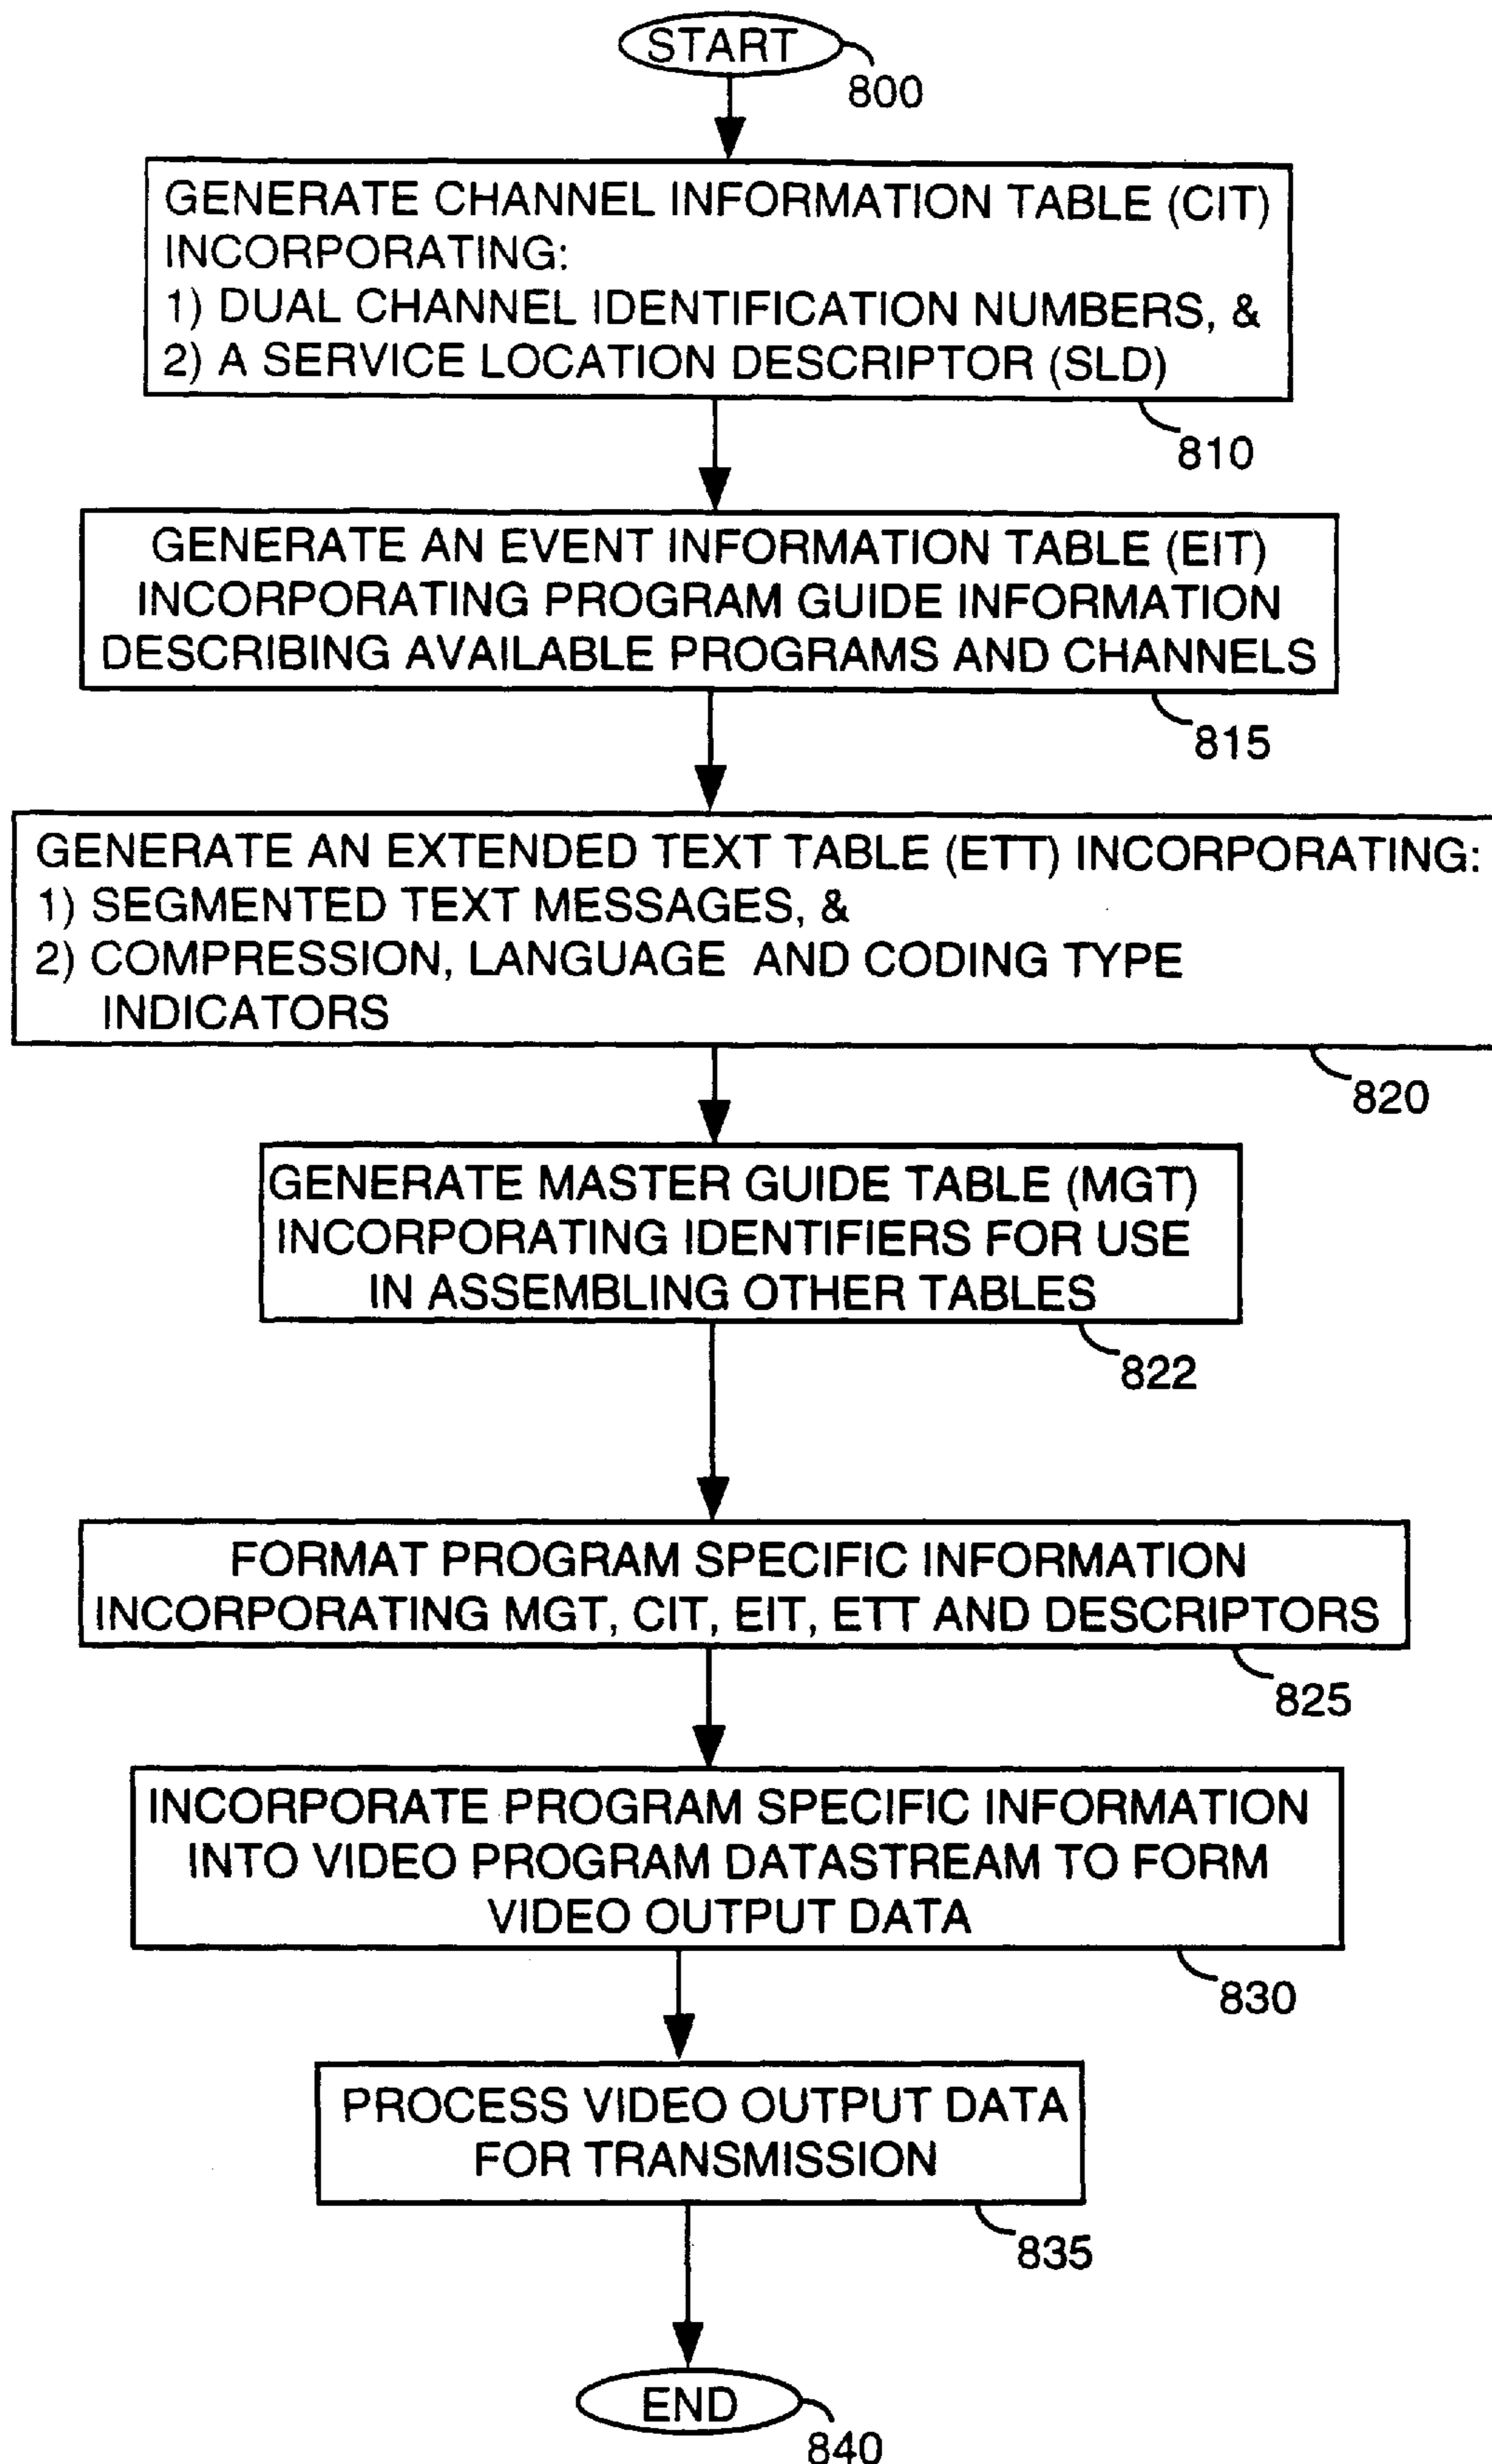 START
800
GENERATE CHANNEL INFORMATION TABLE (CIT)
INCORPORATING:
1) DUAL CHANNEL IDENTIFICATION NUMBERS, &
2) A SERVICE LOCATION DESCRIPTOR (SLD)
810
GENERATE AN EVENT INFORMATION TABLE (EIT)
INCORPORATING PROGRAM GUIDE INFORMATION
DESCRIBING AVAILABLE PROGRAMS AND CHANNELS
815
GENERATE AN EXTENDED TEXT TABLE (ETT) INCORPORATING:
1) SEGMENTED TEXT MESSAGES, &
2) COMPRESSION, LANGUAGE AND CODING TYPE
INDICATORS
820
GENERATE MASTER GUIDE TABLE (MGT)
INCORPORATING IDENTIFIERS FOR USE
IN ASSEMBLING OTHER TABLES
822
FORMAT PROGRAM SPECIFIC INFORMATION
INCORPORATING MGT, CIT, EIT, ETT AND DESCRIPTORS
825
INCORPORATE PROGRAM SPECIFIC INFORMATION
INTO VIDEO PROGRAM DATASTREAM TO FORM
VIDEO OUTPUT DATA
830
PROCESS VIDEO OUTPUT DATA
FOR TRANSMISSION
835
END
840